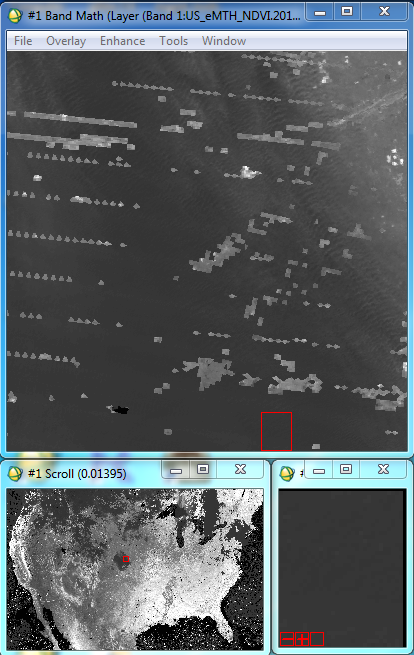 #1 Band Math (Layer (Band 1:US_eMTH_NDVI.201...
File Overlay Enhance Tools Window
#1 Scroll (0.01395)
#